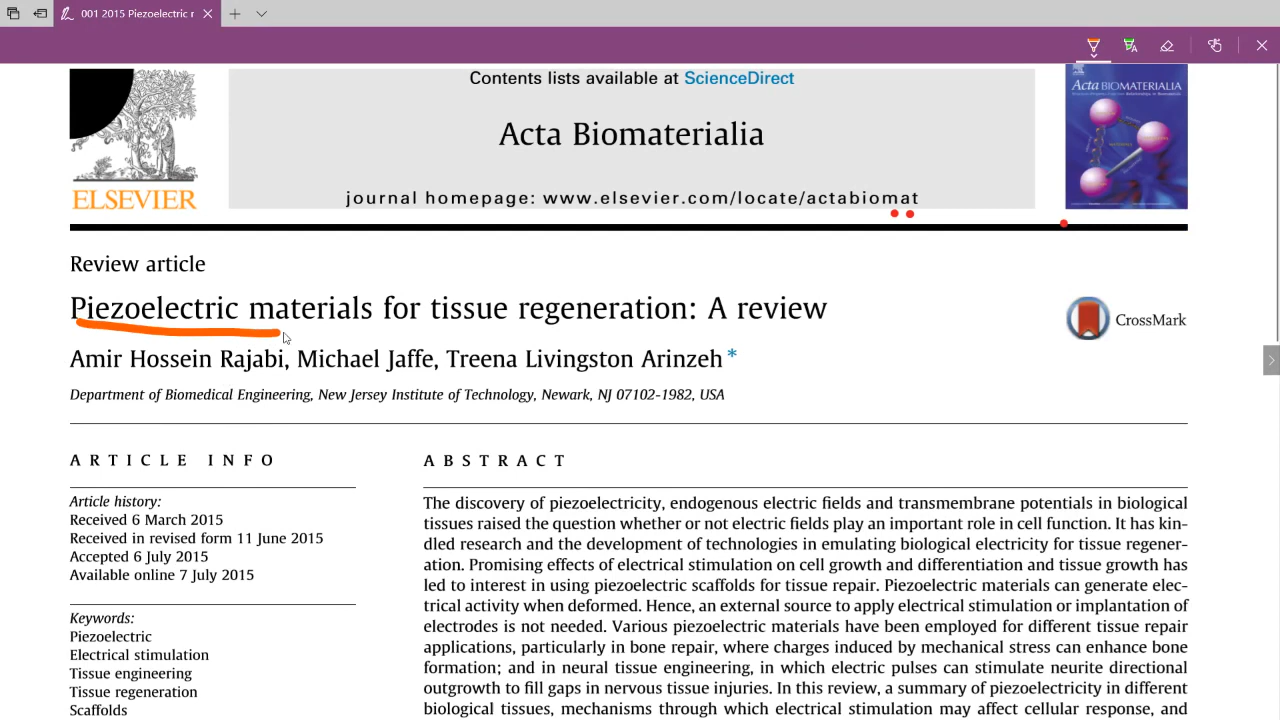 001 2015 Piezoelectric r
Contents lists available at ScienceDirect
Acta Biomaterialia
journal homepage: www.elsevier.com/locate/actabiomat
ELSEVIER
Acta BIOMATERIALIA
Review article
Piezoelectric materials for tissue regeneration: A review
CrossMark
Amir Hossein Rajabi, Michael Jaffe, Treena Livingston Arinzeh *
Department of Biomedical Engineering, New Jersey Institute of Technology, Newark, NJ 07102-1982, USA
ARTICLE INFO
Article history:
Received 6 March 2015
Received in revised form 11 June 2015
Accepted 6 July 2015
Available online 7 July 2015
Keywords:
Piezoelectric
Electrical stimulation
Tissue engineering
Tissue regeneration
Scaffolds
ABSTRACT
The discovery of piezoelectricity, endogenous electric fields and transmembrane potentials in biological
tissues raised the question whether or not electric fields play an important role in cell function. It has kin-
dled research and the development of technologies in emulating biological electricity for tissue regener-
ation. Promising effects of electrical stimulation on cell growth and differentiation and tissue growth has
led to interest in using piezoelectric scaffolds for tissue repair. Piezoelectric materials can generate elec-
trical activity when deformed. Hence, an external source to apply electrical stimulation or implantation of
electrodes is not needed. Various piezoelectric materials have been employed for different tissue repair
applications, particularly in bone repair, where charges induced by mechanical stress can enhance bone
formation; and in neural tissue engineering, in which electric pulses can stimulate neurite directional
outgrowth to fill gaps in nervous tissue injuries. In this review, a summary of piezoelectricity in different
biological tissues, mechanisms through which electrical stimulation may affect cellular response, and